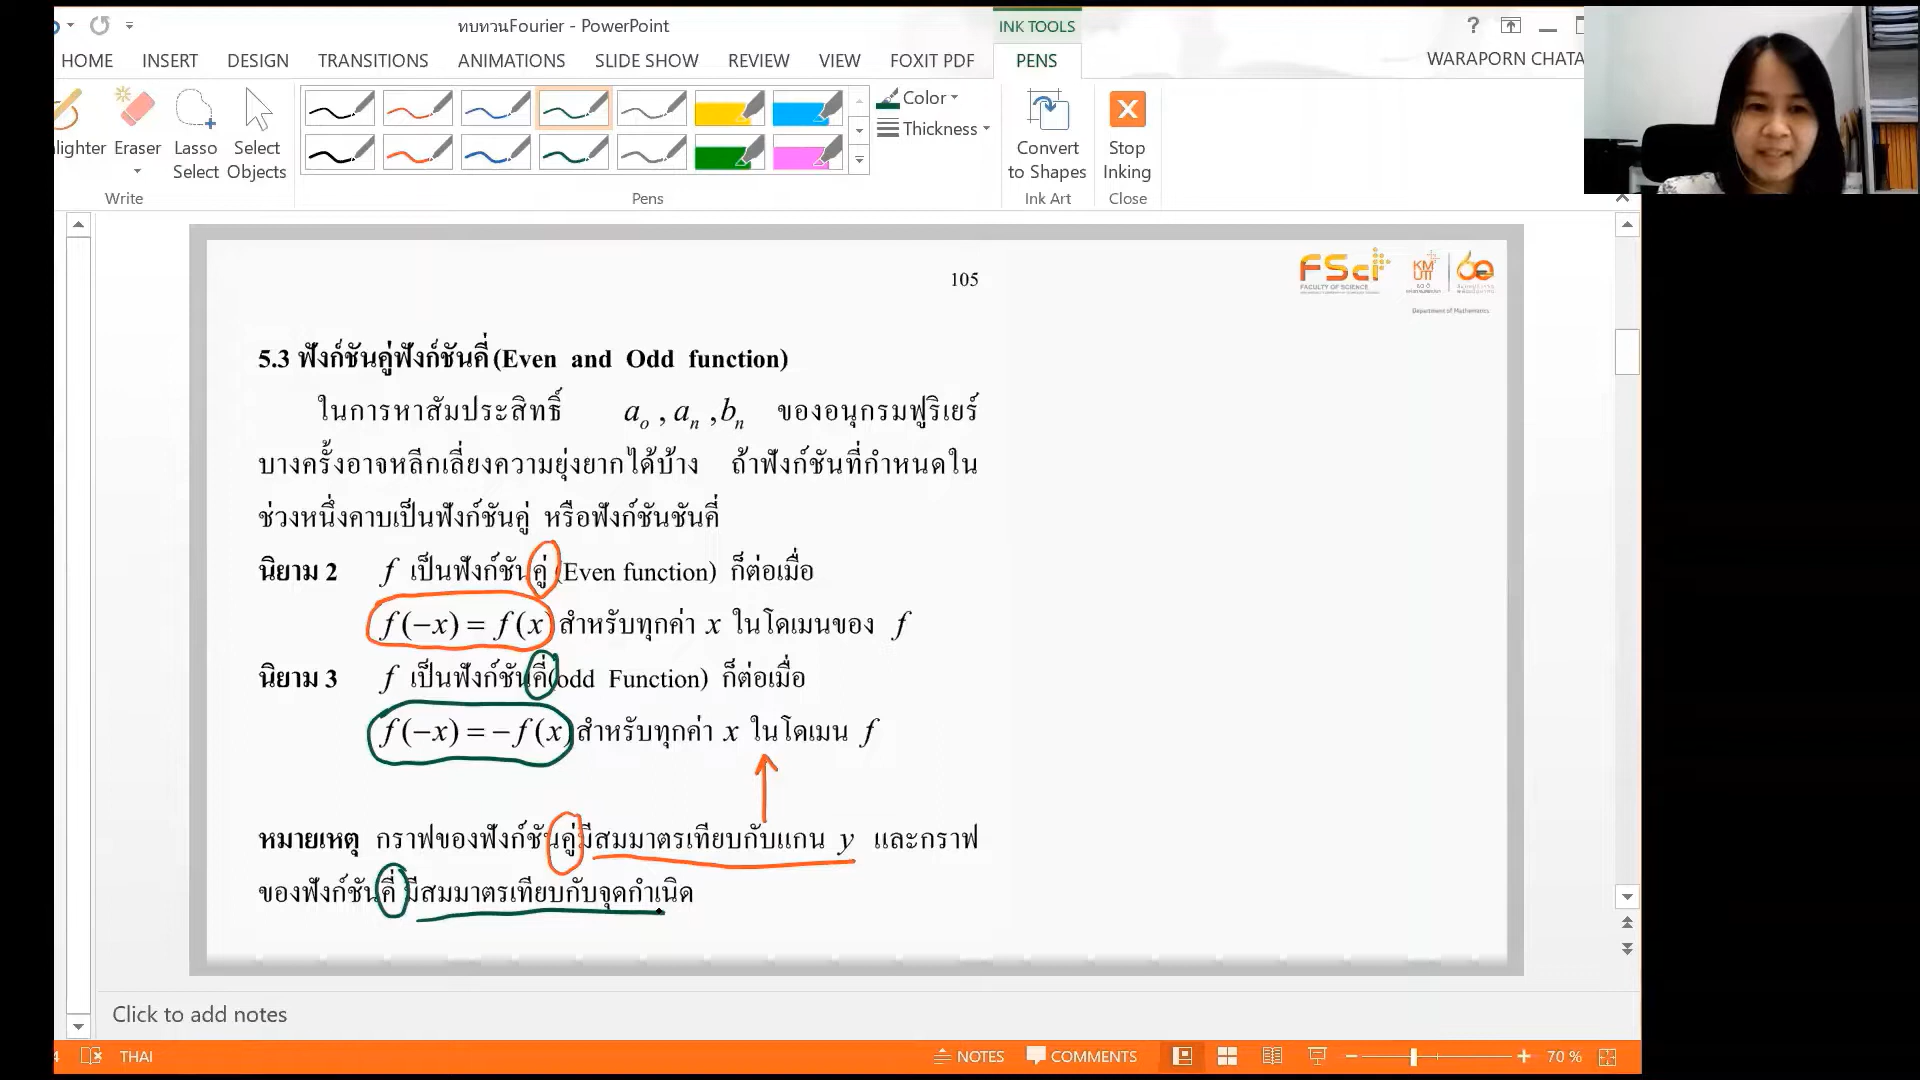 ทบทวนFourier - PowerPoint
INK TOOLS
HOME INSERT DESIGN TRANSITIONS ANIMATIONS SLIDE SHOW REVIEW VIEW FOXIT PDF PENS
WARAPORN CHATA
lighter Eraser Lasso Select Select Objects
Color
Thickness
Convert to Shapes
Stop Inking
Write Pens Ink Art Close
105
FSci
FACULTY OF SCIENCE
KMUTT
Department of Mathematics
5.3 ฟังก์ชันคู่ฟังก์ชันคี่ (Even and Odd function)
ในการหาสัมประสิทธิ์ a_o , a_n , b_n ของอนุกรมฟูริเยร์
บางครั้งอาจหลีกเลี่ยงความยุ่งยากได้บ้าง ถ้าฟังก์ชันที่กำหนดใน
ช่วงหนึ่งคาบเป็นฟังก์ชันคู่ หรือฟังก์ชันชันคี่
นิยาม 2 f เป็นฟังก์ชันคู่ (Even function) ก็ต่อเมื่อ
f(−x) = f(x) สำหรับทุกค่า x ในโดเมนของ f
นิยาม 3 f เป็นฟังก์ชันคี่ (odd Function) ก็ต่อเมื่อ
f(−x) = −f(x) สำหรับทุกค่า x ในโดเมน f
หมายเหตุ กราฟของฟังก์ชันคู่มีสมมาตรเทียบกับแกน y และกราฟ
ของฟังก์ชันคี่ มีสมมาตรเทียบกับจุดกำเนิด
Click to add notes
THAI NOTES COMMENTS 70 %